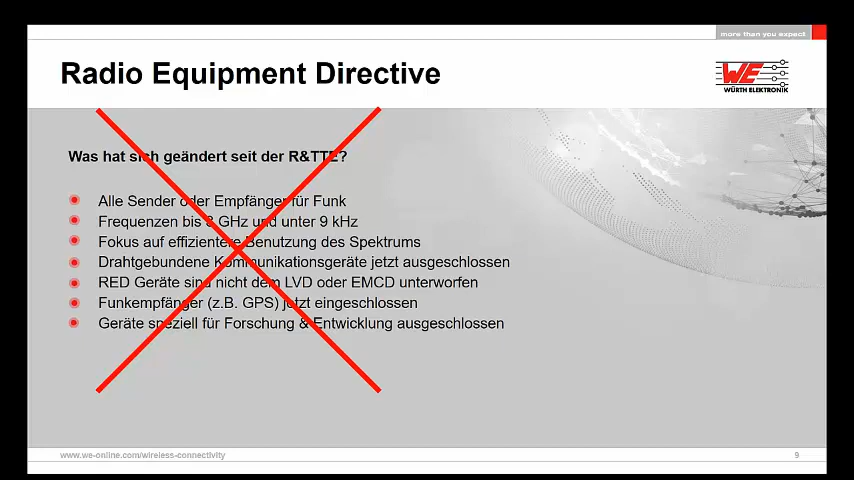 more than you expect
Radio Equipment Directive
WE
WÜRTH ELEKTRONIK
Was hat sich geändert seit der R&TTE?
Alle Sender oder Empfänger für Funk
Frequenzen bis 3 GHz und unter 9 kHz
Fokus auf effizientere Benutzung des Spektrums
Drahtgebundene Kommunikationsgeräte jetzt ausgeschlossen
RED Geräte sind nicht dem LVD oder EMCD unterworfen
Funkempfänger (z.B. GPS) jetzt eingeschlossen
Geräte speziell für Forschung & Entwicklung ausgeschlossen
www.we-online.com/wireless-connectivity
9